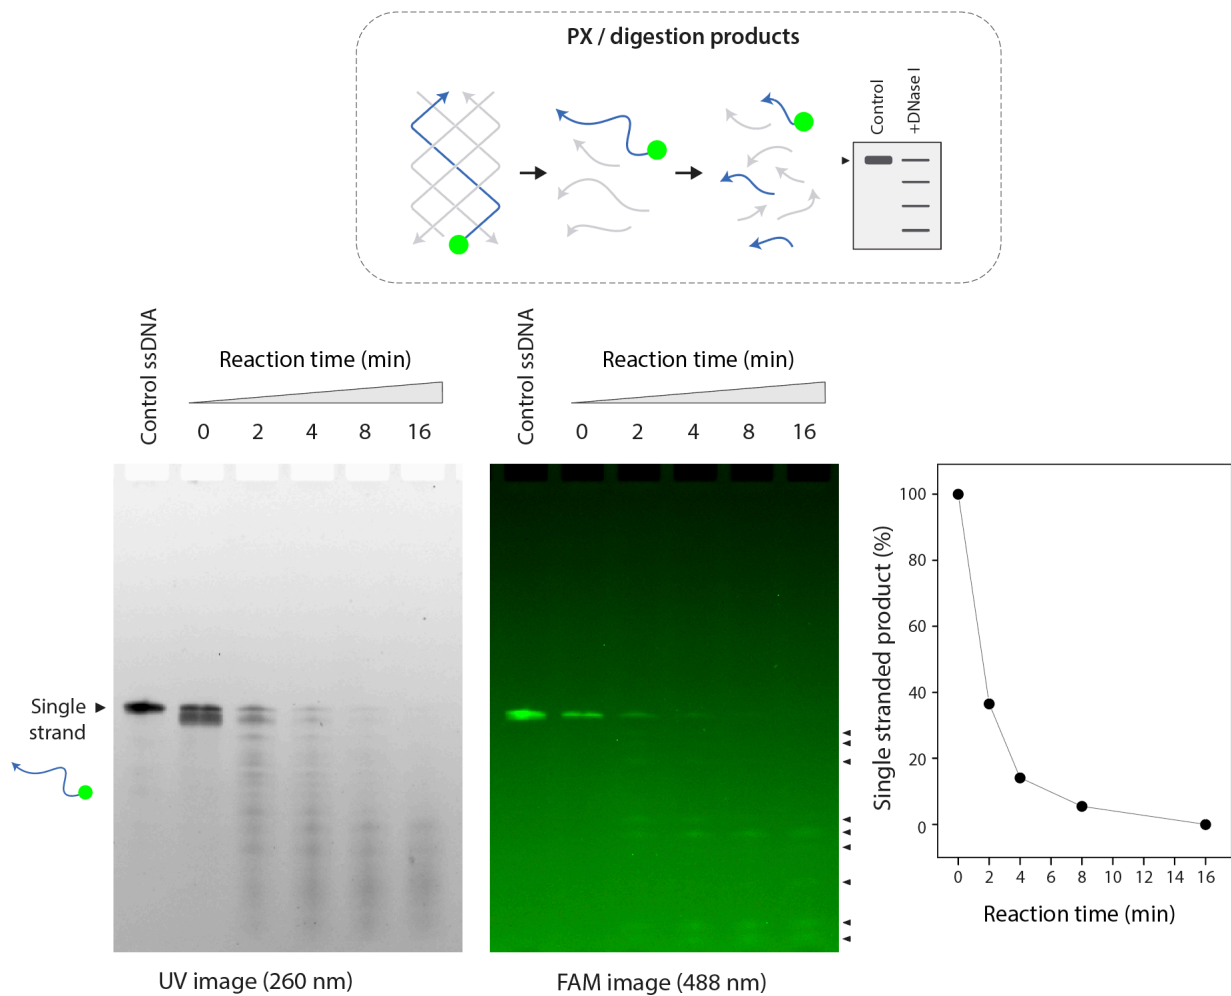 PX / digestion products
Control
+DNase I
Control ssDNA
Reaction time (min)
0 2 4 8 16
Control ssDNA
Reaction time (min)
0 2 4 8 16
Single
strand
UV image (260 nm)
FAM image (488 nm)
Single stranded product (%)
100
80
60
40
20
0
0 2 4 6 8 10 12 14 16
Reaction time (min)